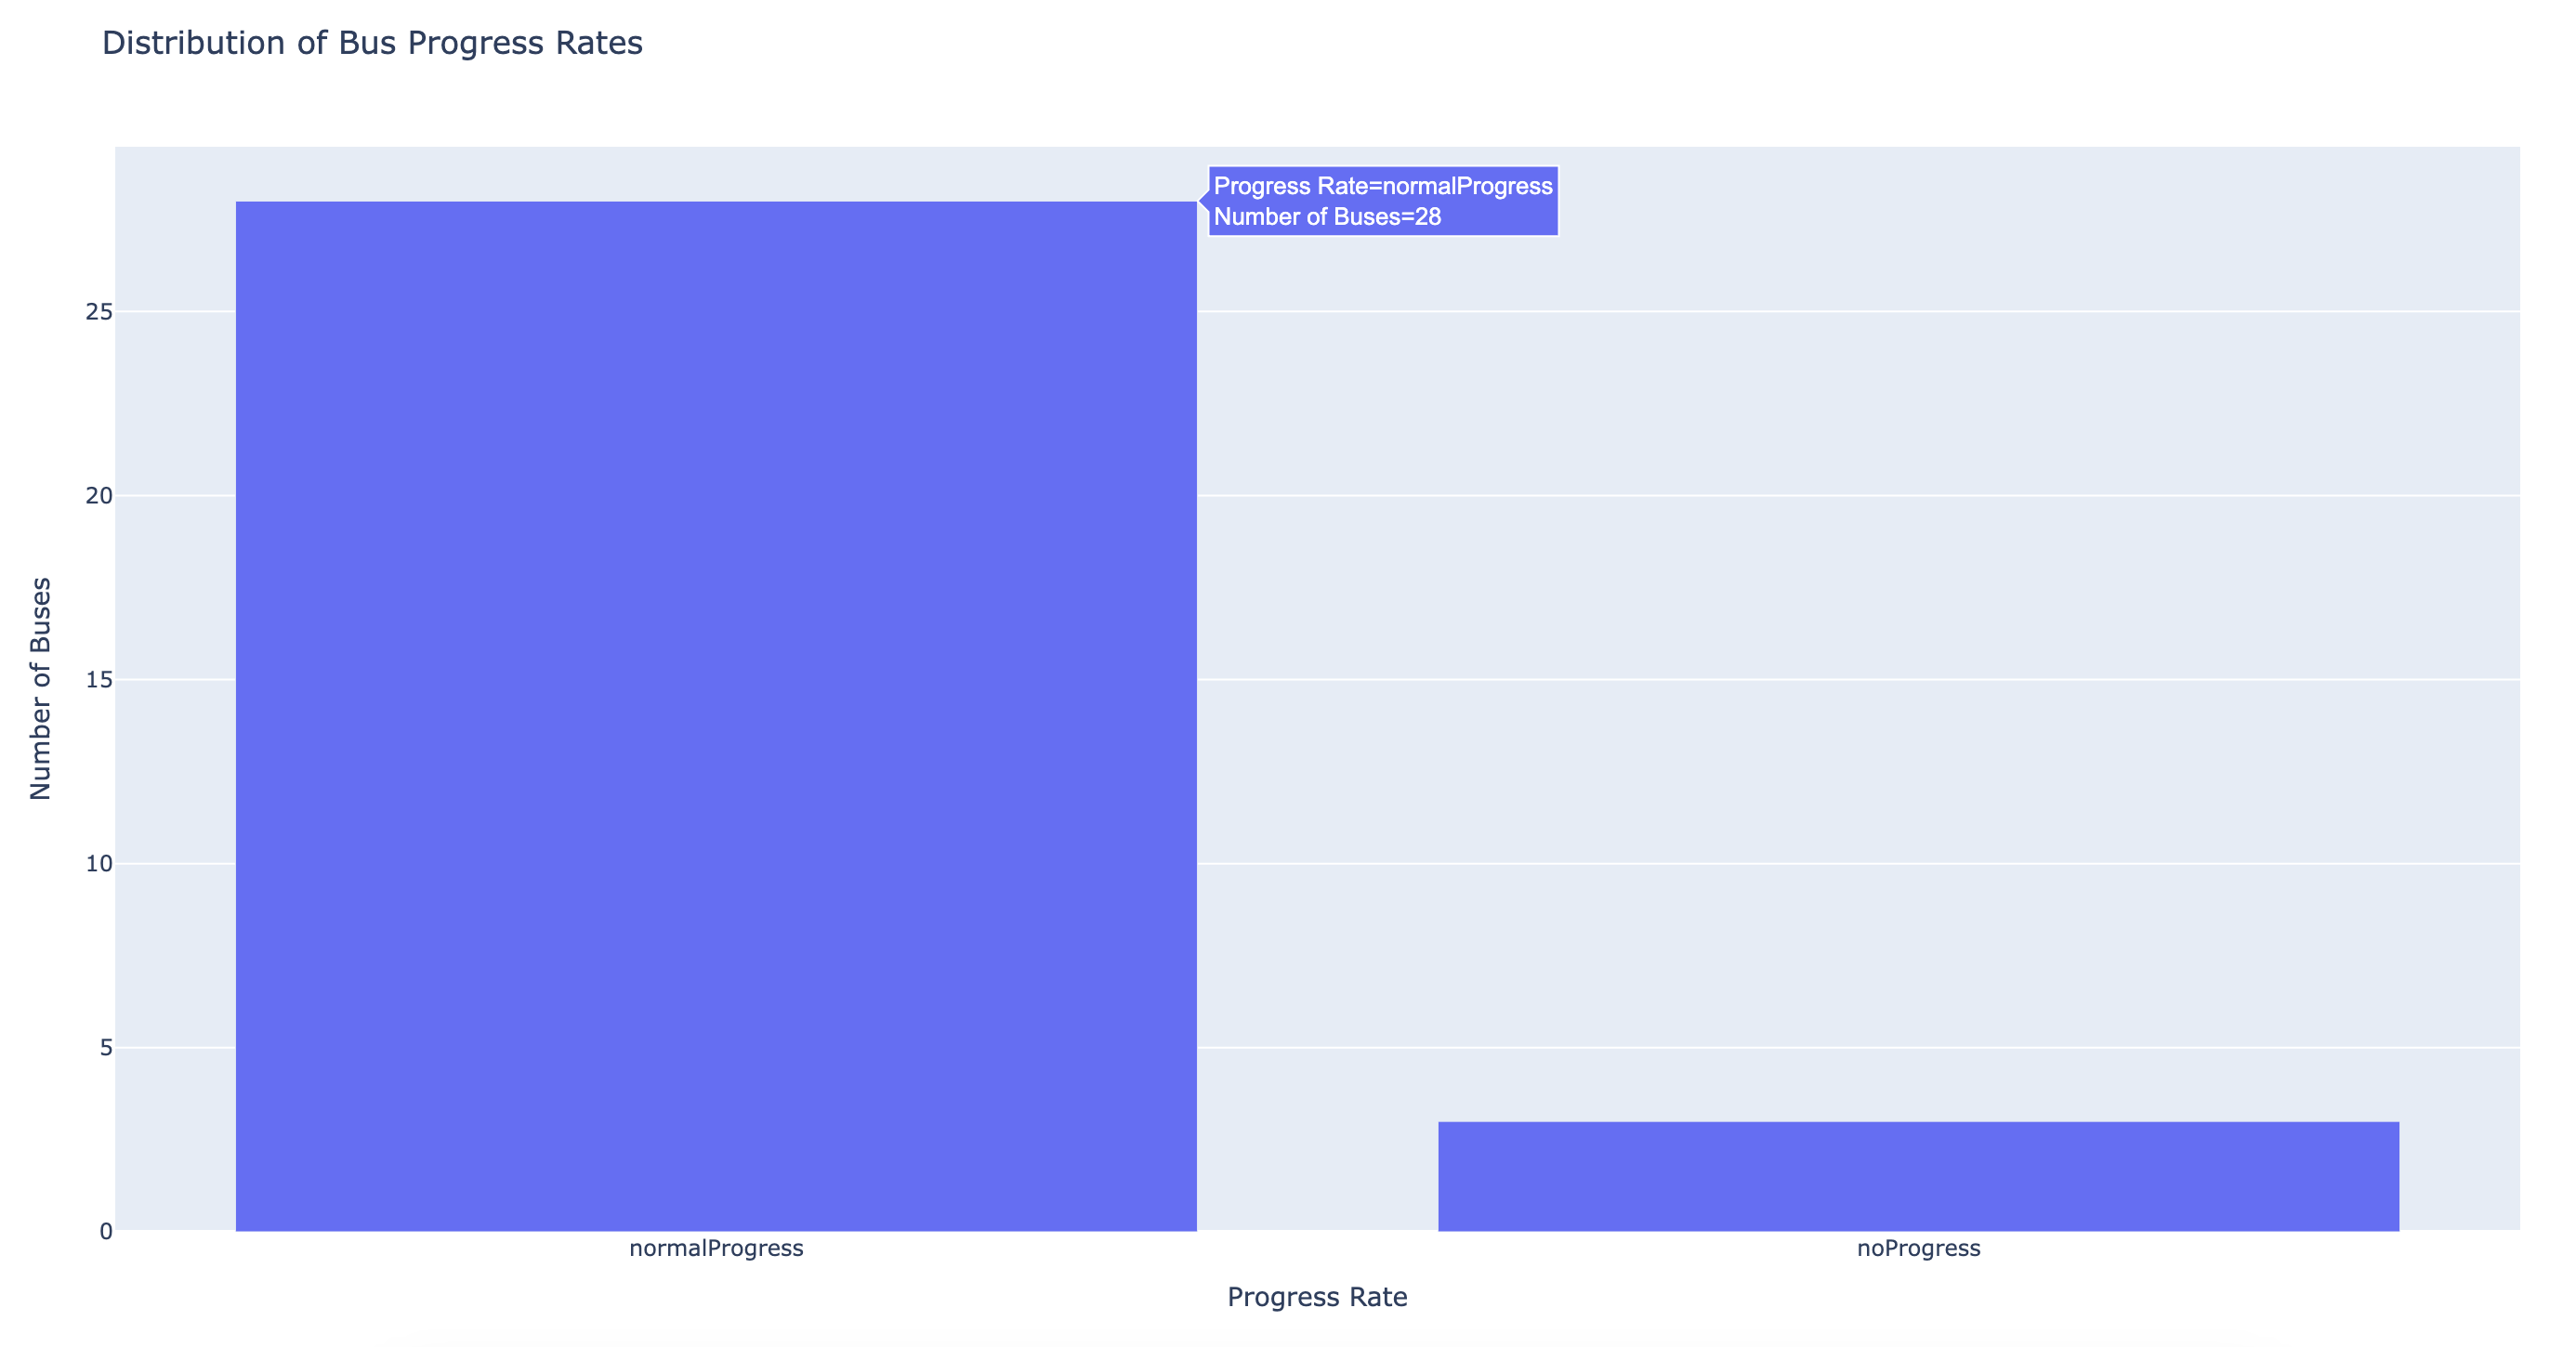 Distribution of Bus Progress Rates
Progress Rate=normalProgress
Number of Buses=28
25
20
15
10
5
0
Number of Buses
normalProgress
noProgress
Progress Rate